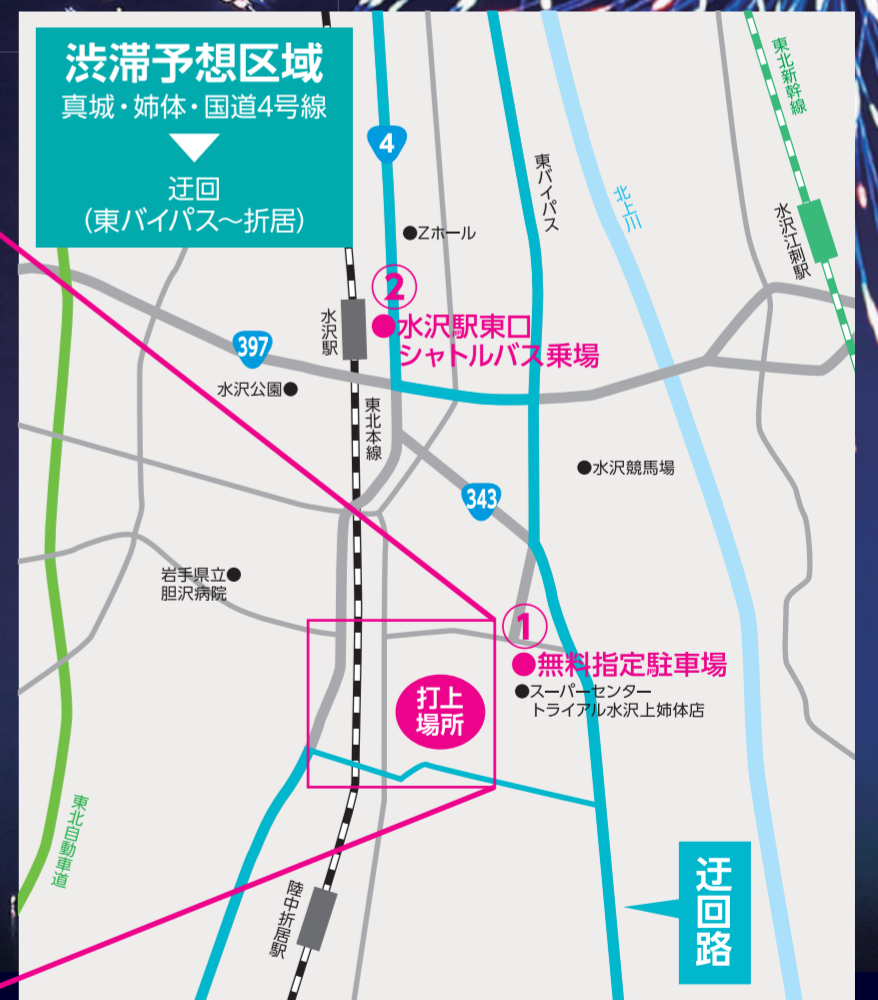 渋滞予想区域
真城・姉体・国道4号線
迂回
（東バイパス～折居）
4
東バイパス
北上川
東北新幹線
水沢江刺駅
●Zホール
②
●水沢駅東口
シャトルバス乗場
水沢駅
397
水沢公園●
東北本線
●水沢競馬場
343
岩手県立●
胆沢病院
①
●無料指定駐車場
●スーパーセンター
トライアル水沢上姉体店
打上
場所
東北自動車道
陸中折居駅
迂回路